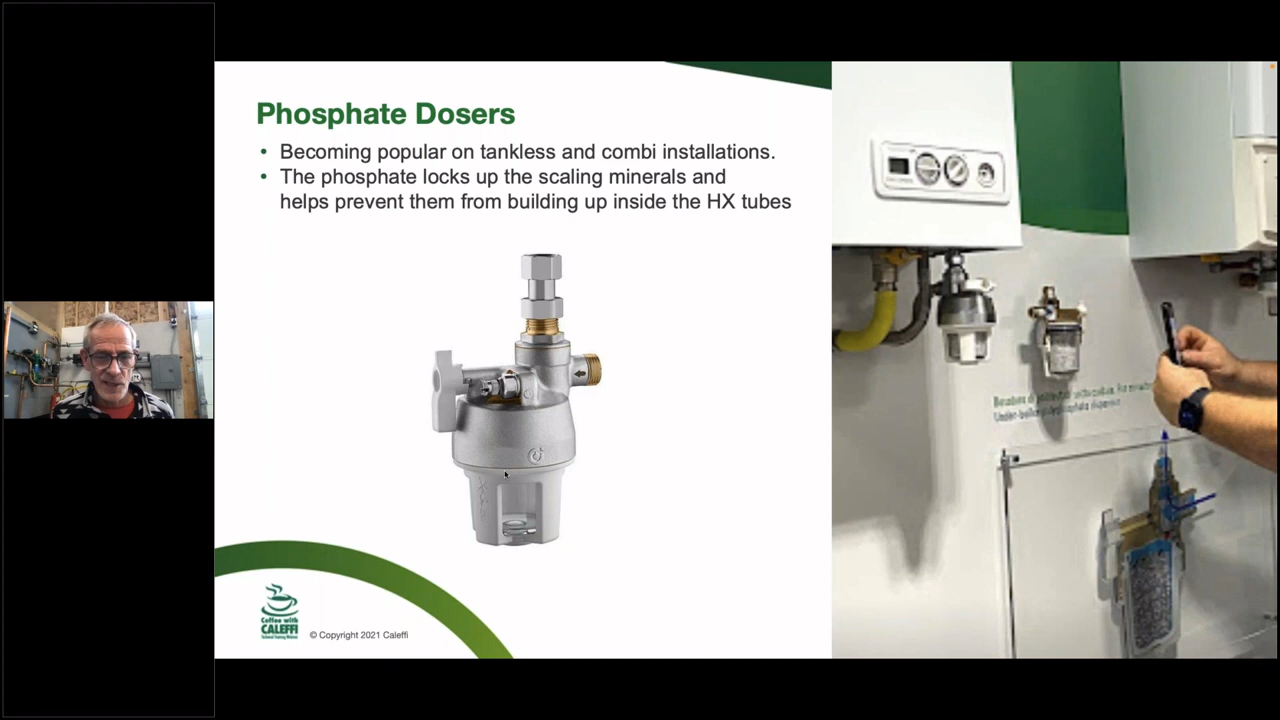 Phosphate Dosers
• Becoming popular on tankless and combi installations.
• The phosphate locks up the scaling minerals and
helps prevent them from building up inside the HX tubes
Coffee with
CALEFFI
© Copyright 2021 Caleffi